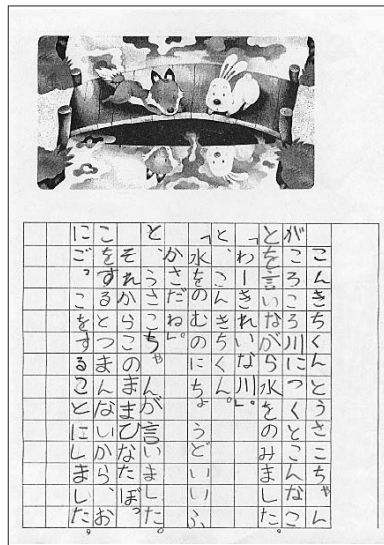 こんきちくんとうさこちゃん
がころころ川につくとこんなこ
とを言いながら水をのみました。
「わーきれいな川」。
と、こんきちくん。
「水をのむのにちょうどいいふ
かさだね」。
と、うさこちゃんが言いました。
それからこのままひなたぼっ
こをするとつまんないから、お
にごっこをすることにしました。